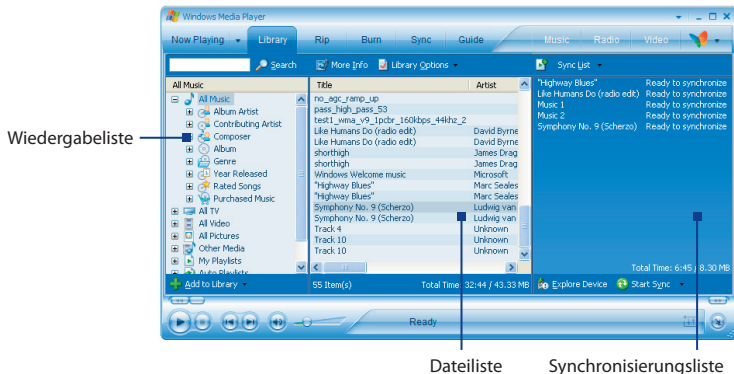 Windows Media Player
Now Playing Library Rip Burn Sync Guide Music Radio Video
Search More Info Library Options Sync List
All Music
All Music
Album Artist
Contributing Artist
Composer
Album
Genre
Year Released
Rated Songs
Purchased Music
All TV
All Video
All Pictures
Other Media
My Playlists
Auto Playlists
Title Artist
no_agc_ramp_up
pass_high_pass_53
test1_wma_v9_1pcbr_160kbps_44khz_2
Like Humans Do (radio edit) David Byrne
Like Humans Do (radio edit) David Byrne
shorthigh James Drag
shorthigh James Drag
Windows Welcome music Microsoft
"Highway Blues" Marc Seales
"Highway Blues" Marc Seales
Symphony No. 9 (Scherzo) Ludwig van
Symphony No. 9 (Scherzo) Ludwig van
Track 4 Unknown
Track 10 Unknown
Track 10 Unknown
"Highway Blues" Ready to synchronize
Like Humans Do (radio edit) Ready to synchronize
Music 1 Ready to synchronize
Music 2 Ready to synchronize
Symphony No. 9 (Scherzo) Ready to synchronize
Total Time: 6:45 / 8.30 MB
Add to Library 55 Item(s) Total Time: 32:44 / 43.33 MB Explore Device Start Sync
Ready
Wiedergabeliste
Dateiliste
Synchronisierungsliste